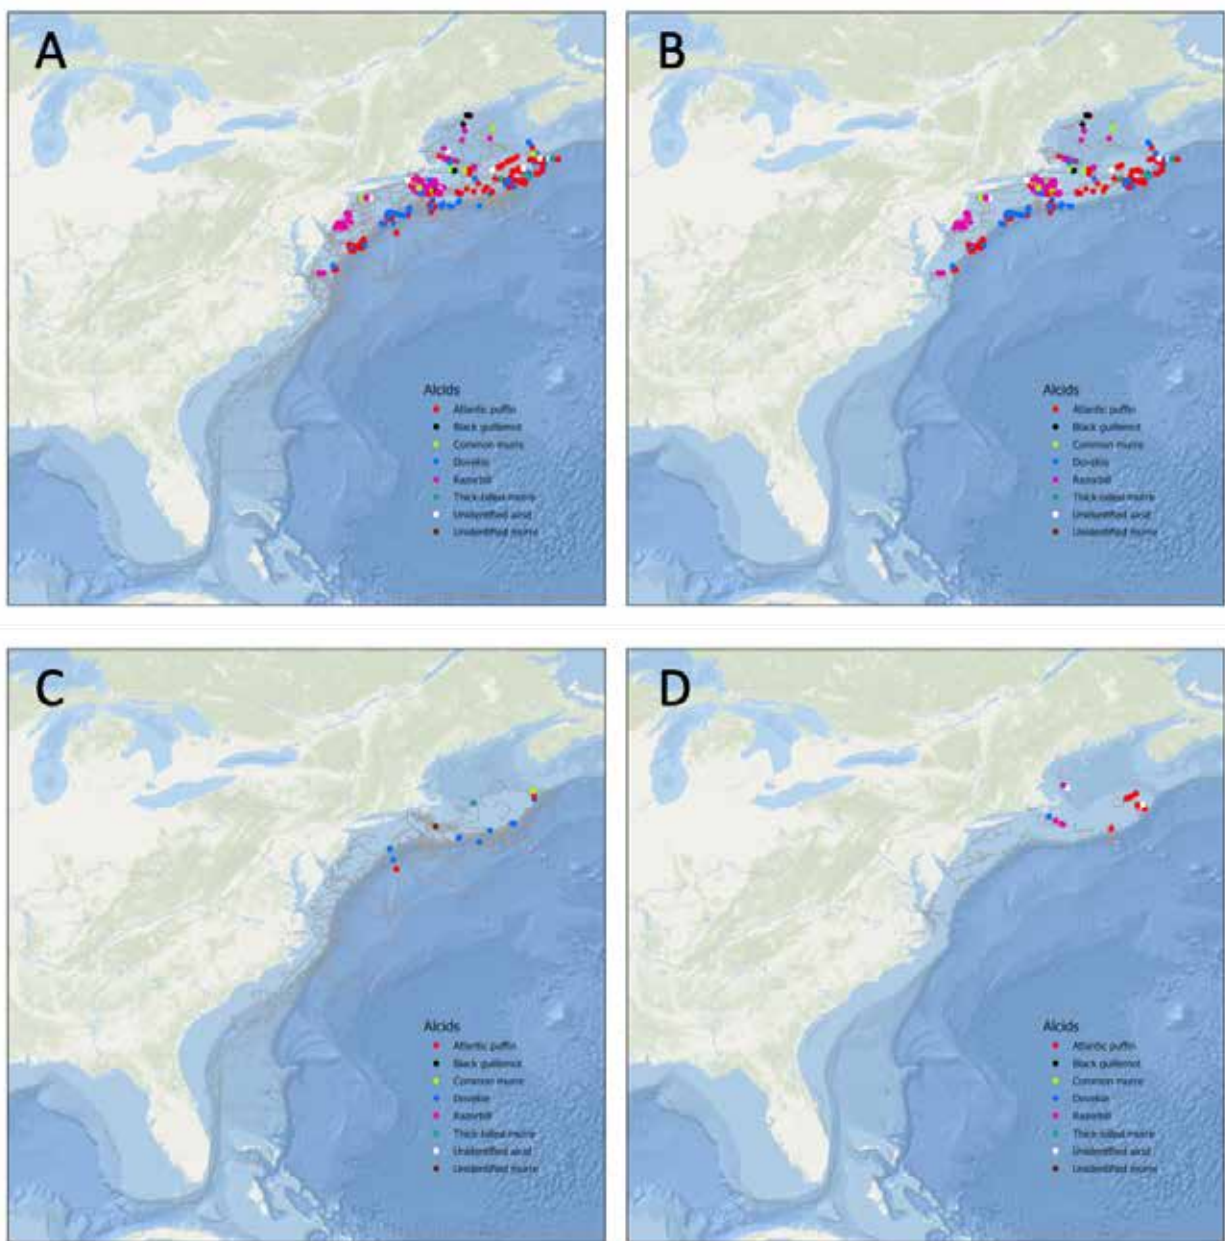 A
B
Alcids
Atlantic puffin
Black guillemot
Common murre
Dovekie
Razorbill
Thick-billed murre
Unidentified alcid
Unidentified murre
Alcids
Atlantic puffin
Black guillemot
Common murre
Dovekie
Razorbill
Thick-billed murre
Unidentified alcid
Unidentified murre
C
D
Alcids
Atlantic puffin
Black guillemot
Common murre
Dovekie
Razorbill
Thick-billed murre
Unidentified alcid
Unidentified murre
Alcids
Atlantic puffin
Black guillemot
Common murre
Dovekie
Razorbill
Thick-billed murre
Unidentified alcid
Unidentified murre